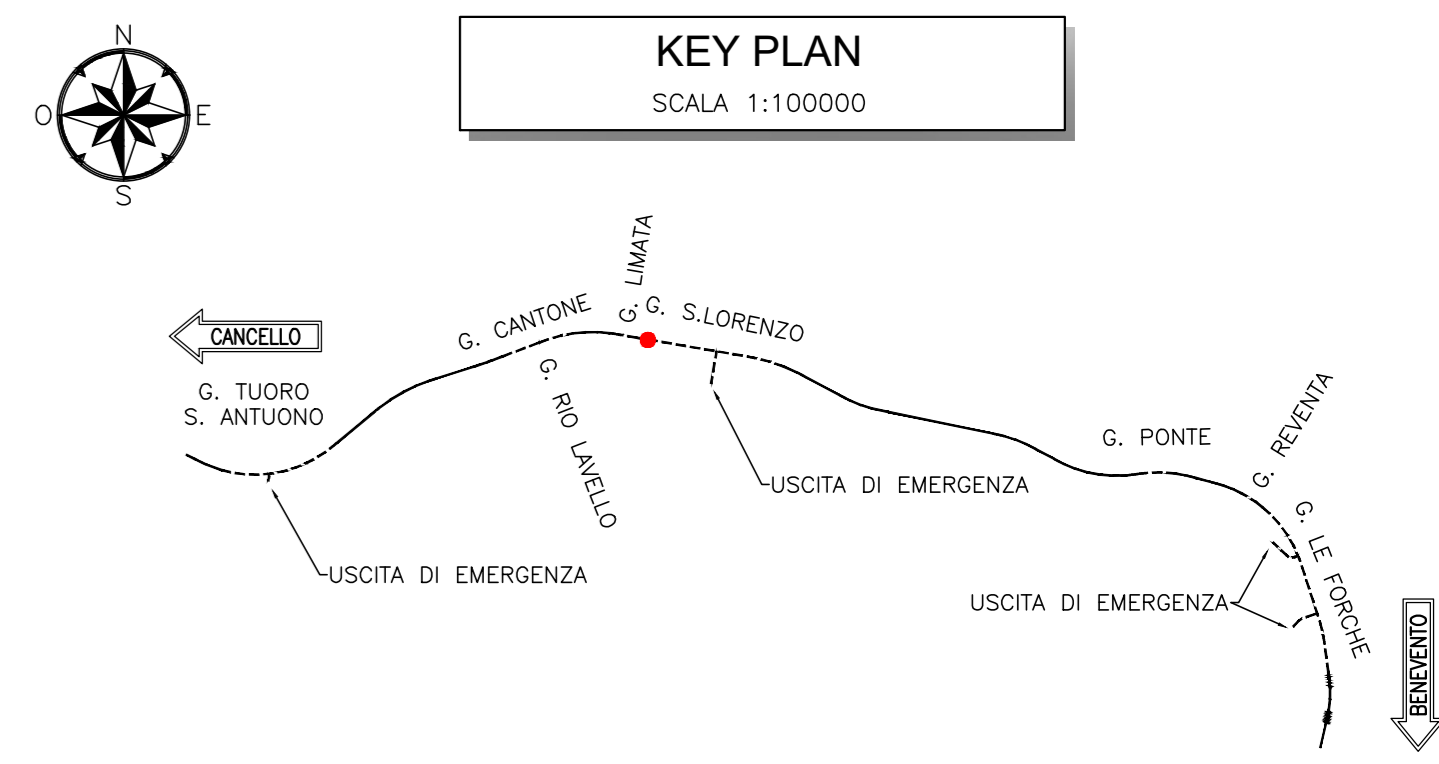 N
O
E
S
KEY PLAN
SCALA 1:100000
CANCELLO
G. TUORO
S. ANTUONO
G. CANTONE
G. LIMATA
G. S.LORENZO
G. RIO LAVELLO
USCITA DI EMERGENZA
USCITA DI EMERGENZA
G. PONTE
G. REVENTA
G. LE FORCHE
USCITA DI EMERGENZA
BENEVENTO